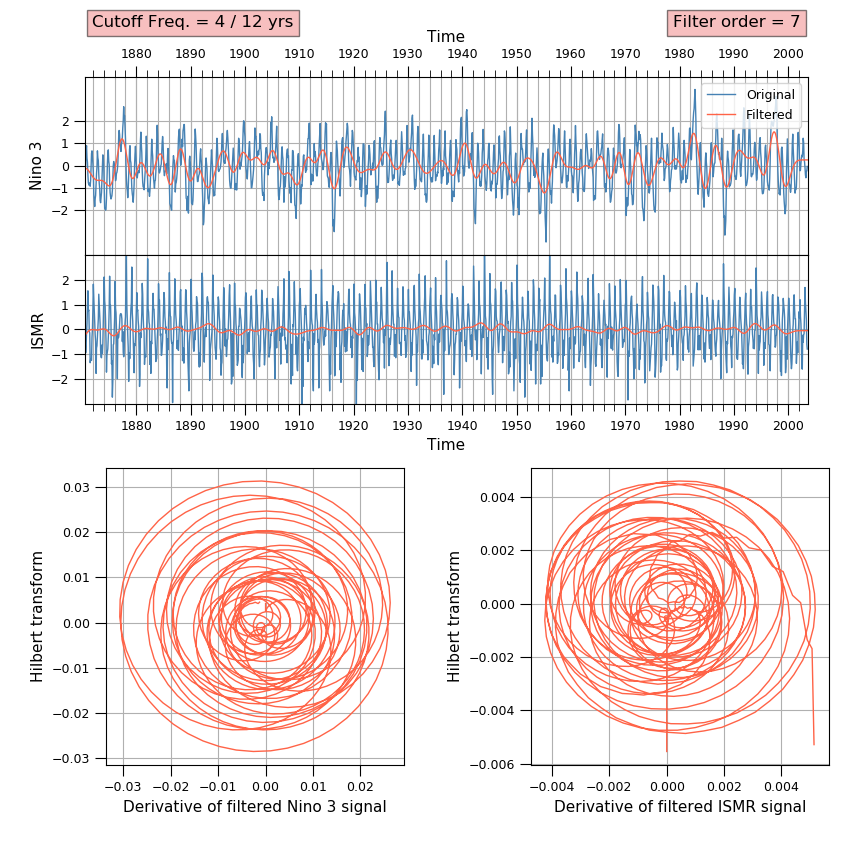 Cutoff Freq. = 4 / 12 yrs
Filter order = 7
Time
1880 1890 1900 1910 1920 1930 1940 1950 1960 1970 1980 1990 2000
Original
Filtered
Nino 3
2
1
0
−1
−2
ISMR
2
1
0
−1
−2
1880 1890 1900 1910 1920 1930 1940 1950 1960 1970 1980 1990 2000
Time
Hilbert transform
0.03
0.02
0.01
0.00
−0.01
−0.02
−0.03
−0.03 −0.02 −0.01 0.00 0.01 0.02
Derivative of filtered Nino 3 signal
Hilbert transform
0.004
0.002
0.000
−0.002
−0.004
−0.006
−0.004 −0.002 0.000 0.002 0.004
Derivative of filtered ISMR signal